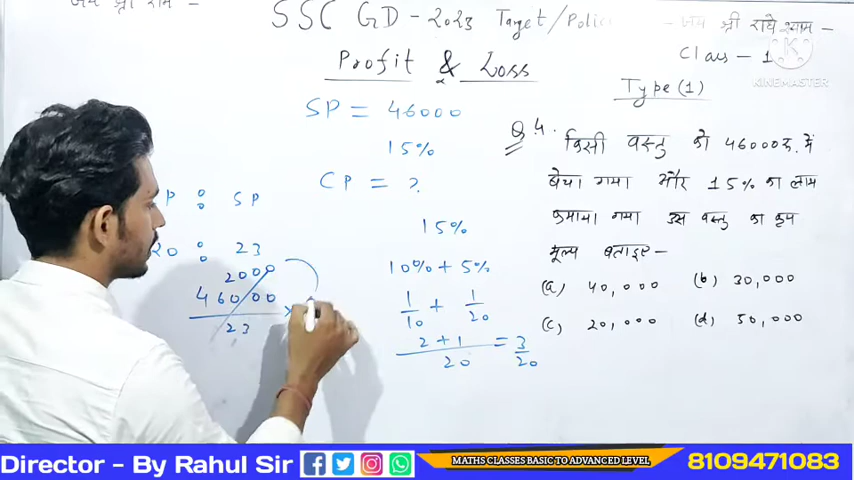 जय श्री राम -
SSC GD - 2023 Target/Polic
- जय श्री राधे श्याम -
Class - 1
KINEMASTER
Profit & Loss
Type (1)
SP = 46000
15%
CP = ?
Q.4. किसी वस्तु को 46000रु. में
बेचा गया और 15% का लाभ
कमाया गया उस वस्तु का क्रय
मूल्य बताइए -
(a) 40,000 (b) 30,000
(c) 20,000 (d) 50,000
P : SP
20 : 23
2000
46000
23
15%
10% + 5%
1/10 + 1/20
2+1/20 = 3/20
Director - By Rahul Sir
MATHS CLASSES BASIC TO ADVANCED LEVEL
8109471083